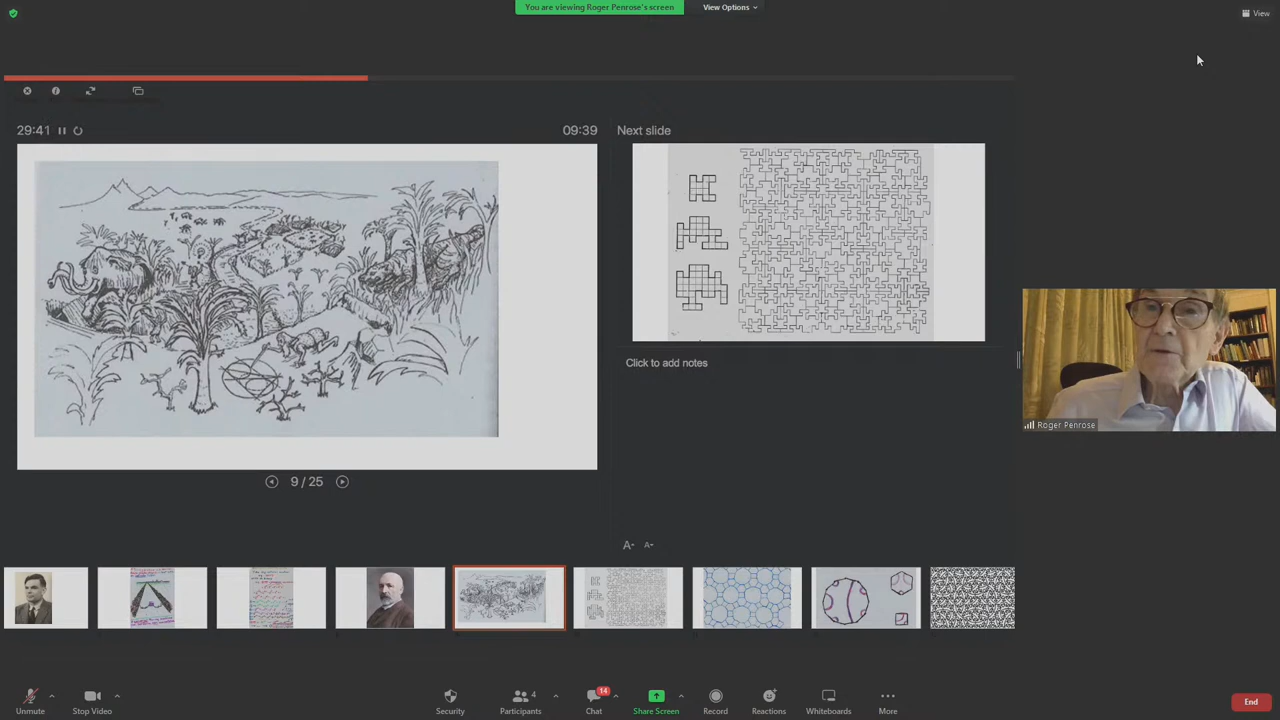 You are viewing Roger Penrose's screen
View Options
View
29:41
09:39
Next slide
Click to add notes
Roger Penrose
9 / 25
A+
A-
Unmute
Stop Video
Security
Participants
4
Chat
14
Share Screen
Record
Reactions
Whiteboards
More
End